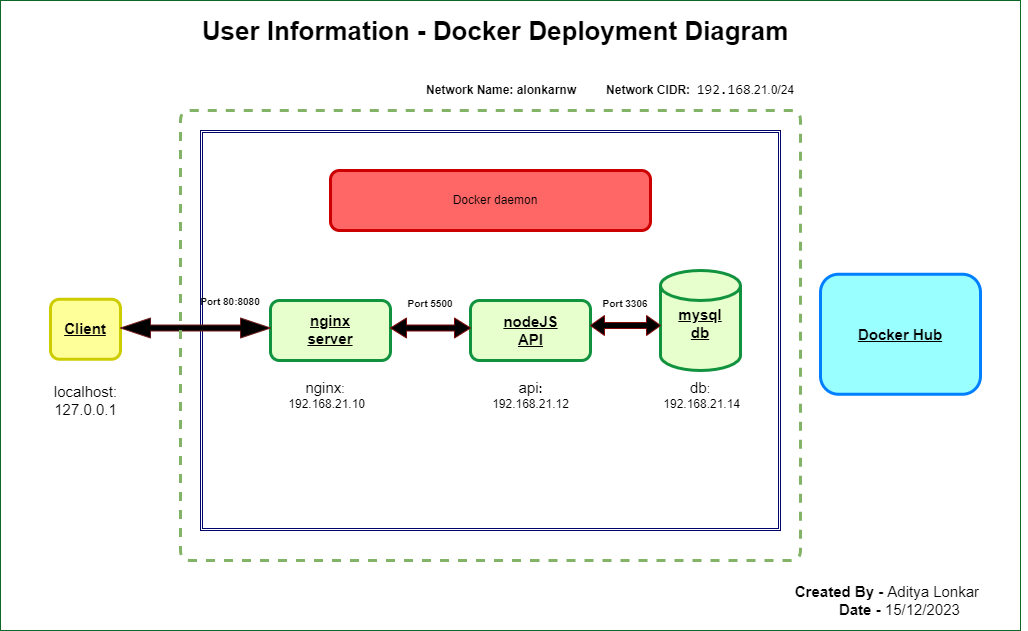 User Information - Docker Deployment Diagram
Network Name: alonkarnw Network CIDR: 192.168.21.0/24
Docker daemon
Port 80:8080
Port 5500
Port 3306
Client
nginx
server
nodeJS
API
mysql
db
Docker Hub
localhost:
127.0.0.1
nginx:
192.168.21.10
api:
192.168.21.12
db:
192.168.21.14
Created By - Aditya Lonkar
Date - 15/12/2023